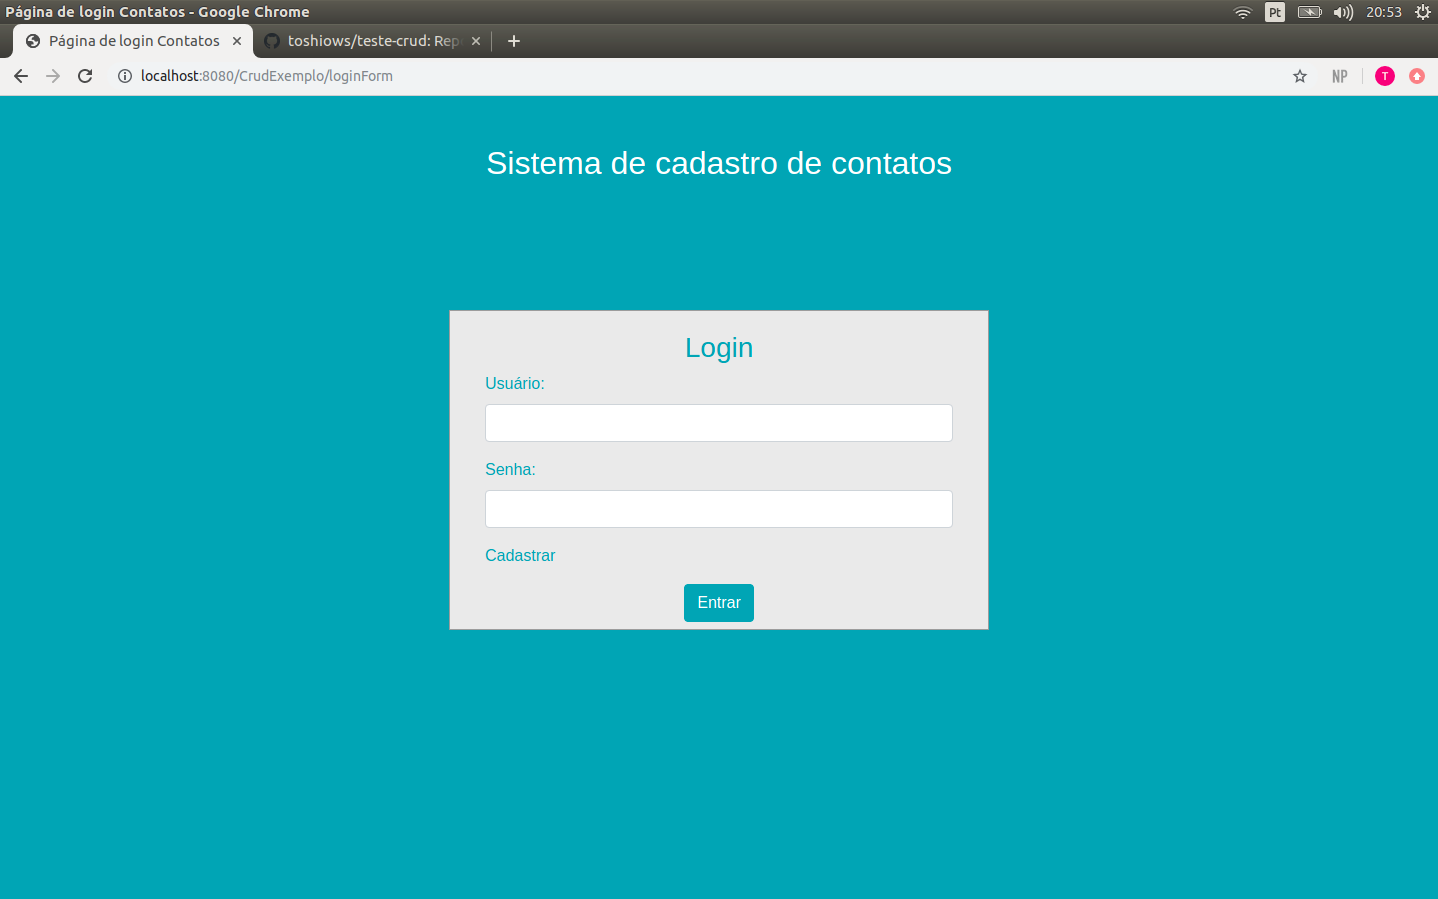 Página de login Contatos - Google Chrome
Pt
20:53
Página de login Contatos
toshiows/teste-crud: Rep
localhost:8080/CrudExemplo/loginForm
NP
T
Sistema de cadastro de contatos
Login
Usuário:
Senha:
Cadastrar
Entrar